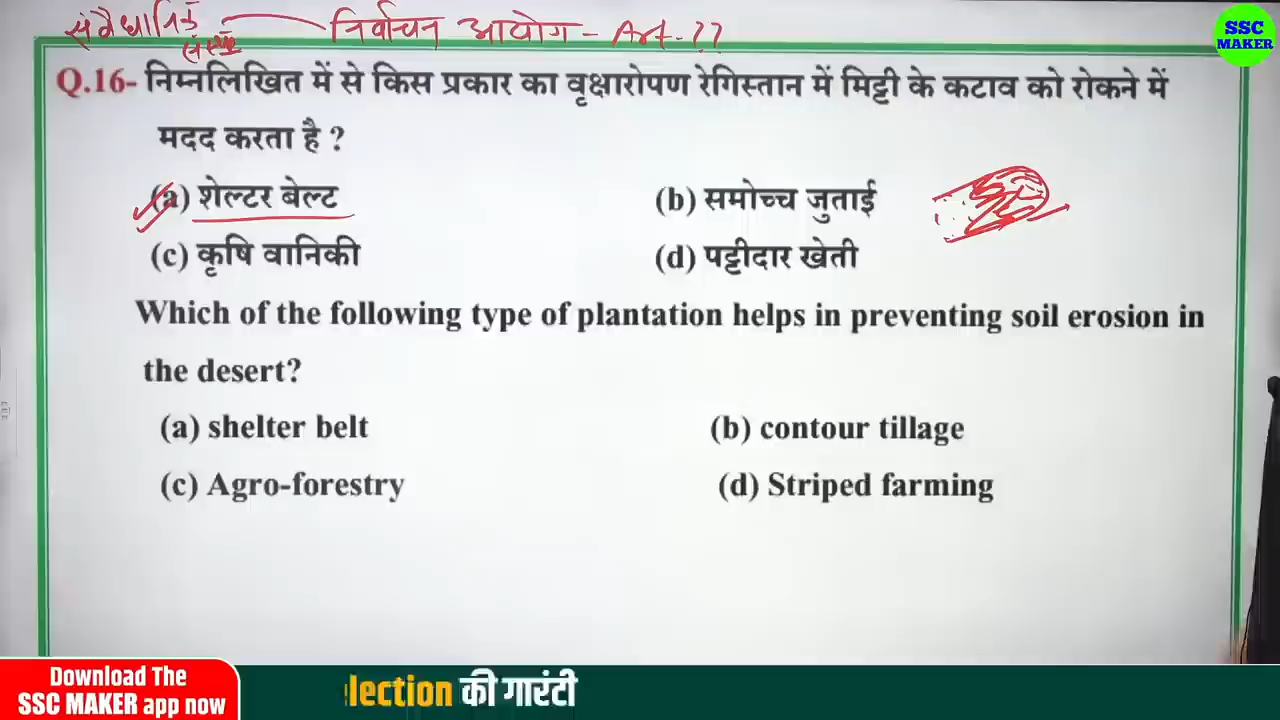 संवैधानिक निर्वाचन आयोग - Art. ??
SSC
MAKER
Q.16- निम्नलिखित में से किस प्रकार का वृक्षारोपण रेगिस्तान में मिट्टी के कटाव को रोकने में
मदद करता है ?
(a) शेल्टर बेल्ट (b) समोच्च जुताई
(c) कृषि वानिकी (d) पट्टीदार खेती
Which of the following type of plantation helps in preventing soil erosion in
the desert?
(a) shelter belt (b) contour tillage
(c) Agro-forestry (d) Striped farming
Download The
SSC MAKER app now
lection की गारंटी